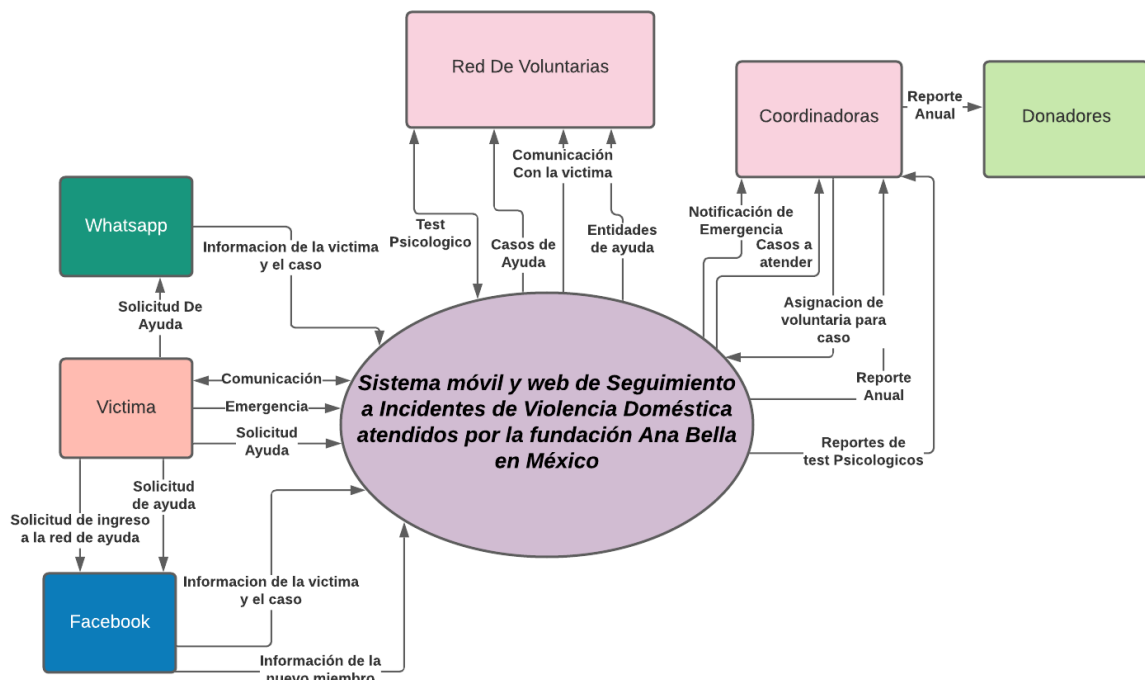 Red De Voluntarias
Coordinadoras
Reporte
Anual
Donadores
Comunicación
Con la victima
Whatsapp
Informacion de la victima
y el caso
Test
Psicologico
Casos de
Ayuda
Entidades
de ayuda
Notificación de
Emergencia
Casos a
atender
Solicitud De
Ayuda
Asignacion de
voluntaria para
caso
Victima
Comunicación
Emergencia
Solicitud
Ayuda
Sistema móvil y web de Seguimiento
a Incidentes de Violencia Doméstica
atendidos por la fundación Ana Bella
en México
Reporte
Anual
Reportes de
test Psicologicos
Solicitud
de ayuda
Solicitud de ingreso
a la red de ayuda
Facebook
Informacion de la victima
y el caso
Información de la
nuevo miembro